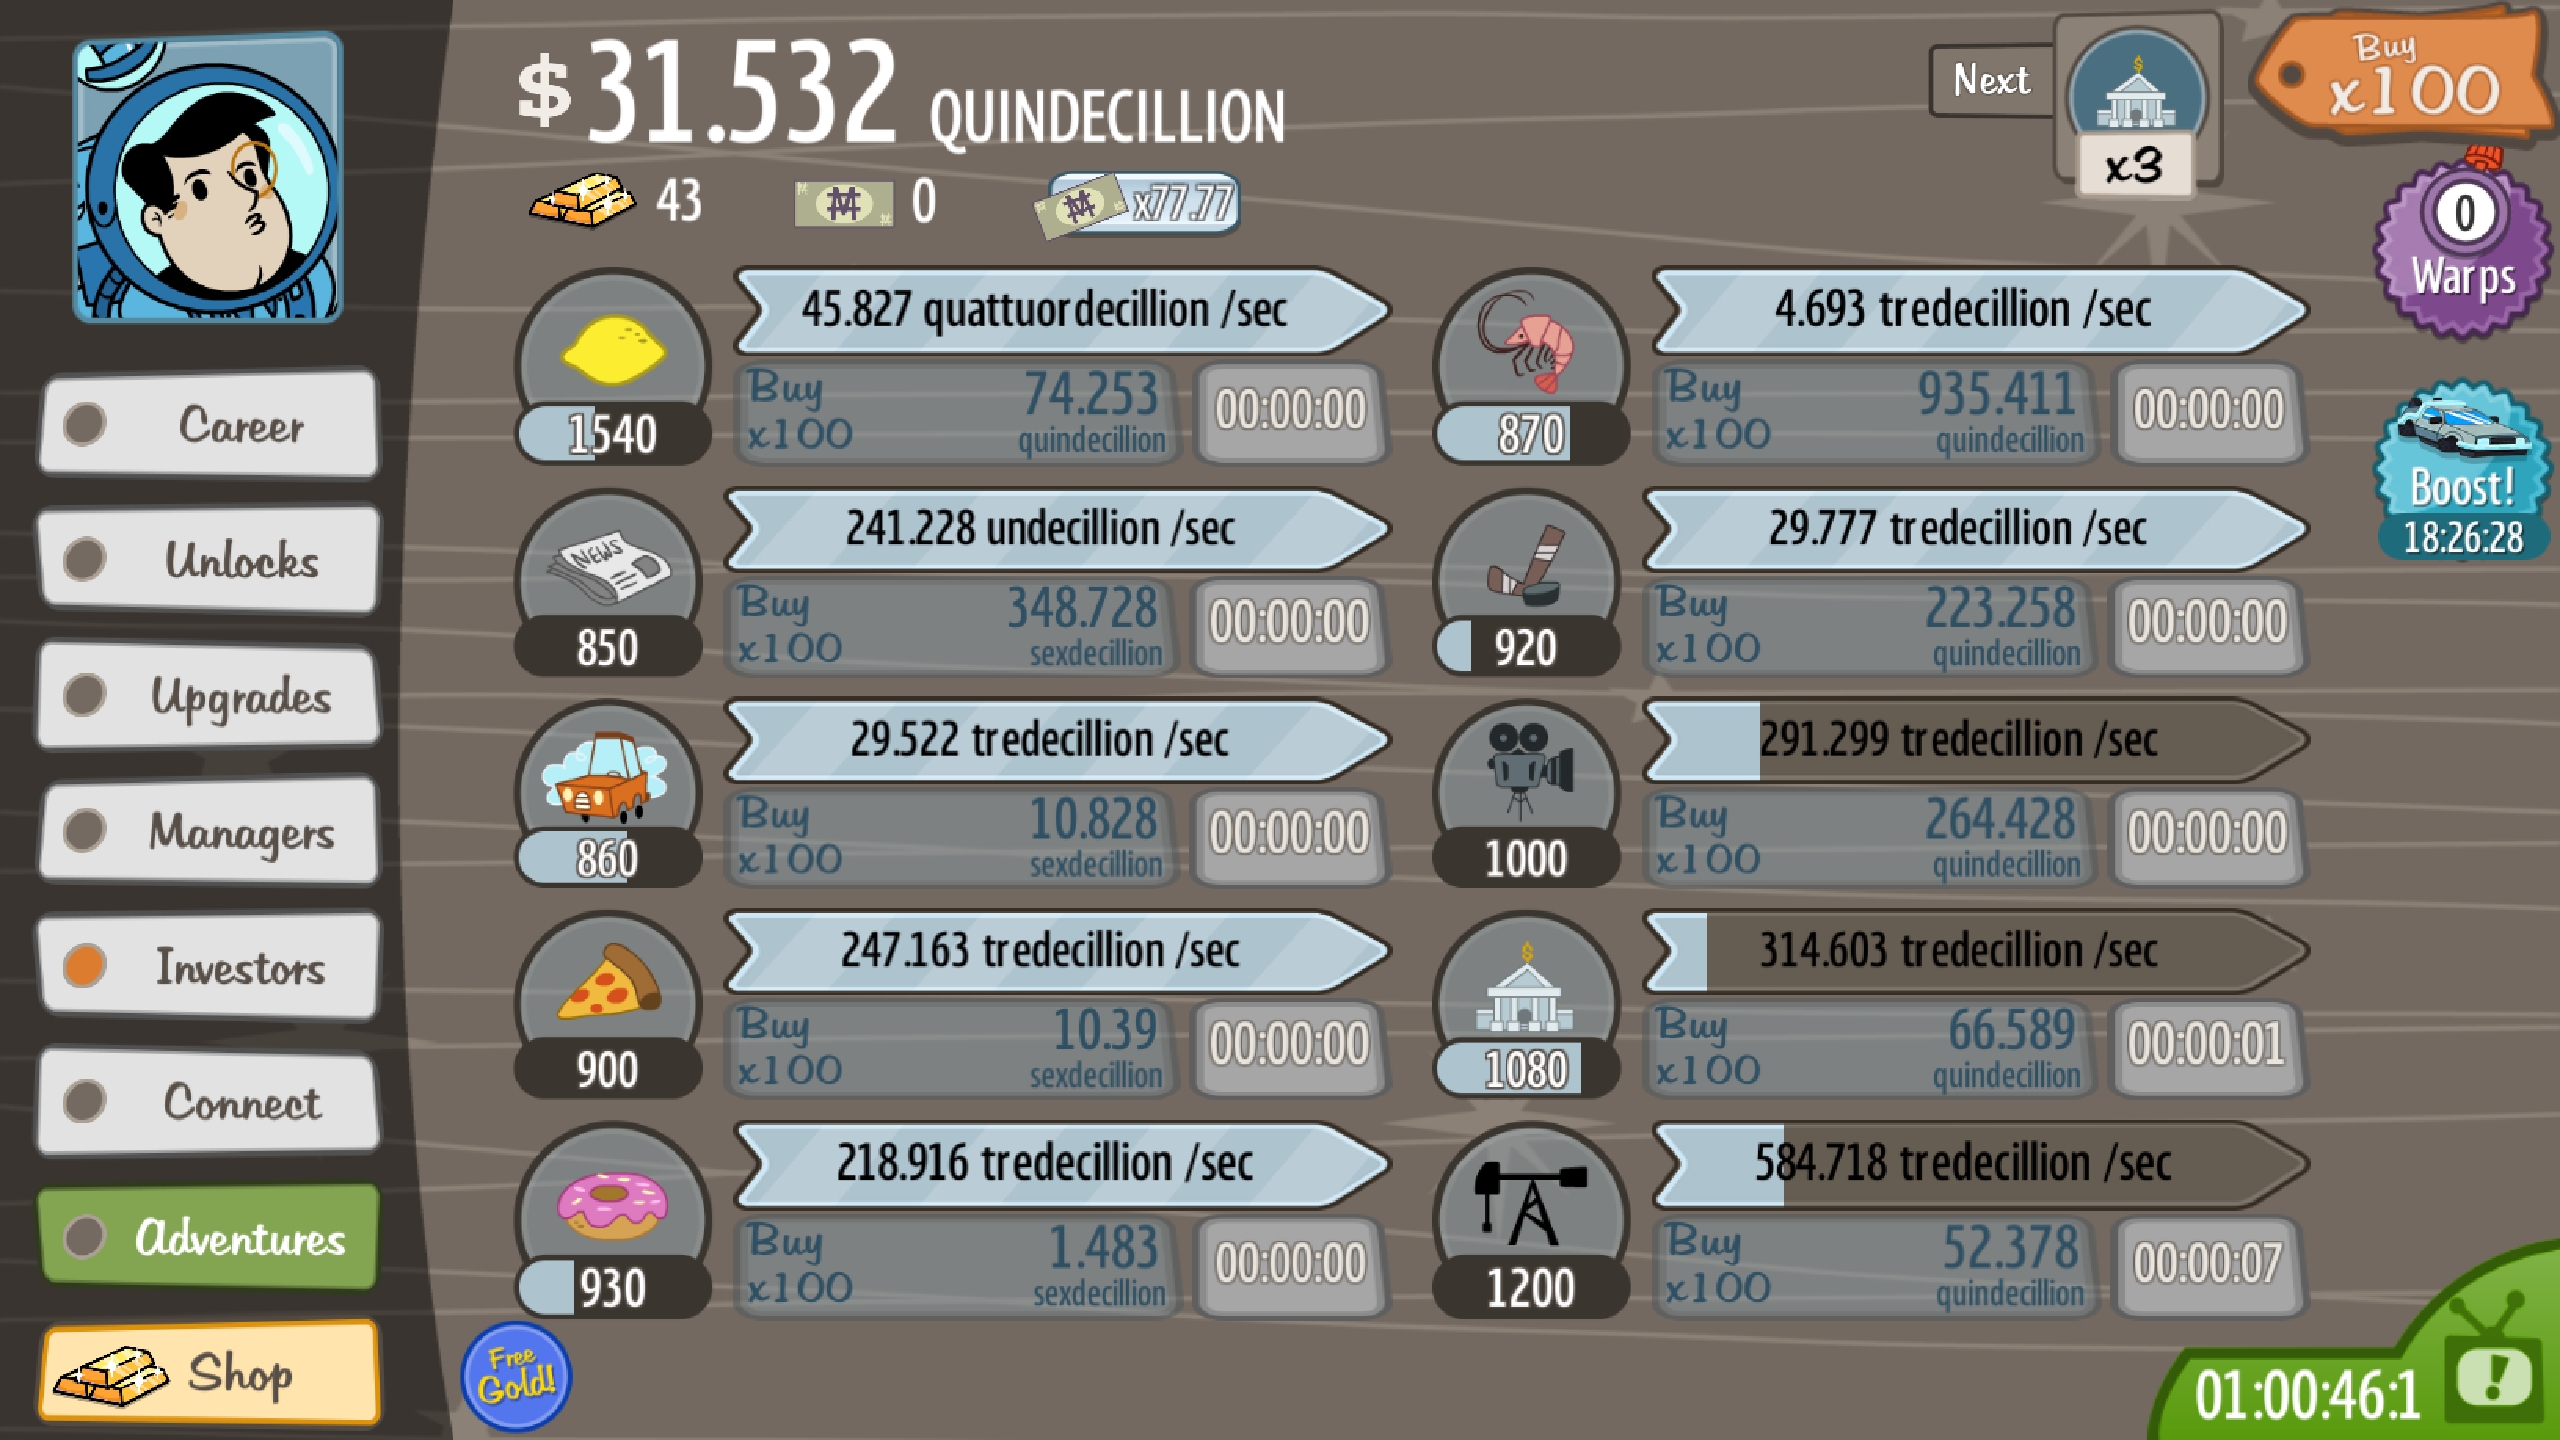 $31.532 QUINDECILLION
43
0
x77.77
Next
x3
Buy
x100
0
Warps
Boost!
18:26:28
Career
Unlocks
Upgrades
Managers
Investors
Connect
Adventures
Shop
45.827 quattuordecillion /sec
1540
Buy
x100
74.253
quindecillion
00:00:00
NEWS
241.228 undecillion /sec
850
Buy
x100
348.728
sexdecillion
00:00:00
29.522 tredecillion /sec
860
Buy
x100
10.828
sexdecillion
00:00:00
247.163 tredecillion /sec
900
Buy
x100
10.39
sexdecillion
00:00:00
218.916 tredecillion /sec
930
Buy
x100
1.483
sexdecillion
00:00:00
4.693 tredecillion /sec
870
Buy
x100
935.411
quindecillion
00:00:00
29.777 tredecillion /sec
920
Buy
x100
223.258
quindecillion
00:00:00
291.299 tredecillion /sec
1000
Buy
x100
264.428
quindecillion
00:00:00
$
314.603 tredecillion /sec
1080
Buy
x100
66.589
quindecillion
00:00:01
584.718 tredecillion /sec
1200
Buy
x100
52.378
quindecillion
00:00:07
Free
Gold!
01:00:46:1
!